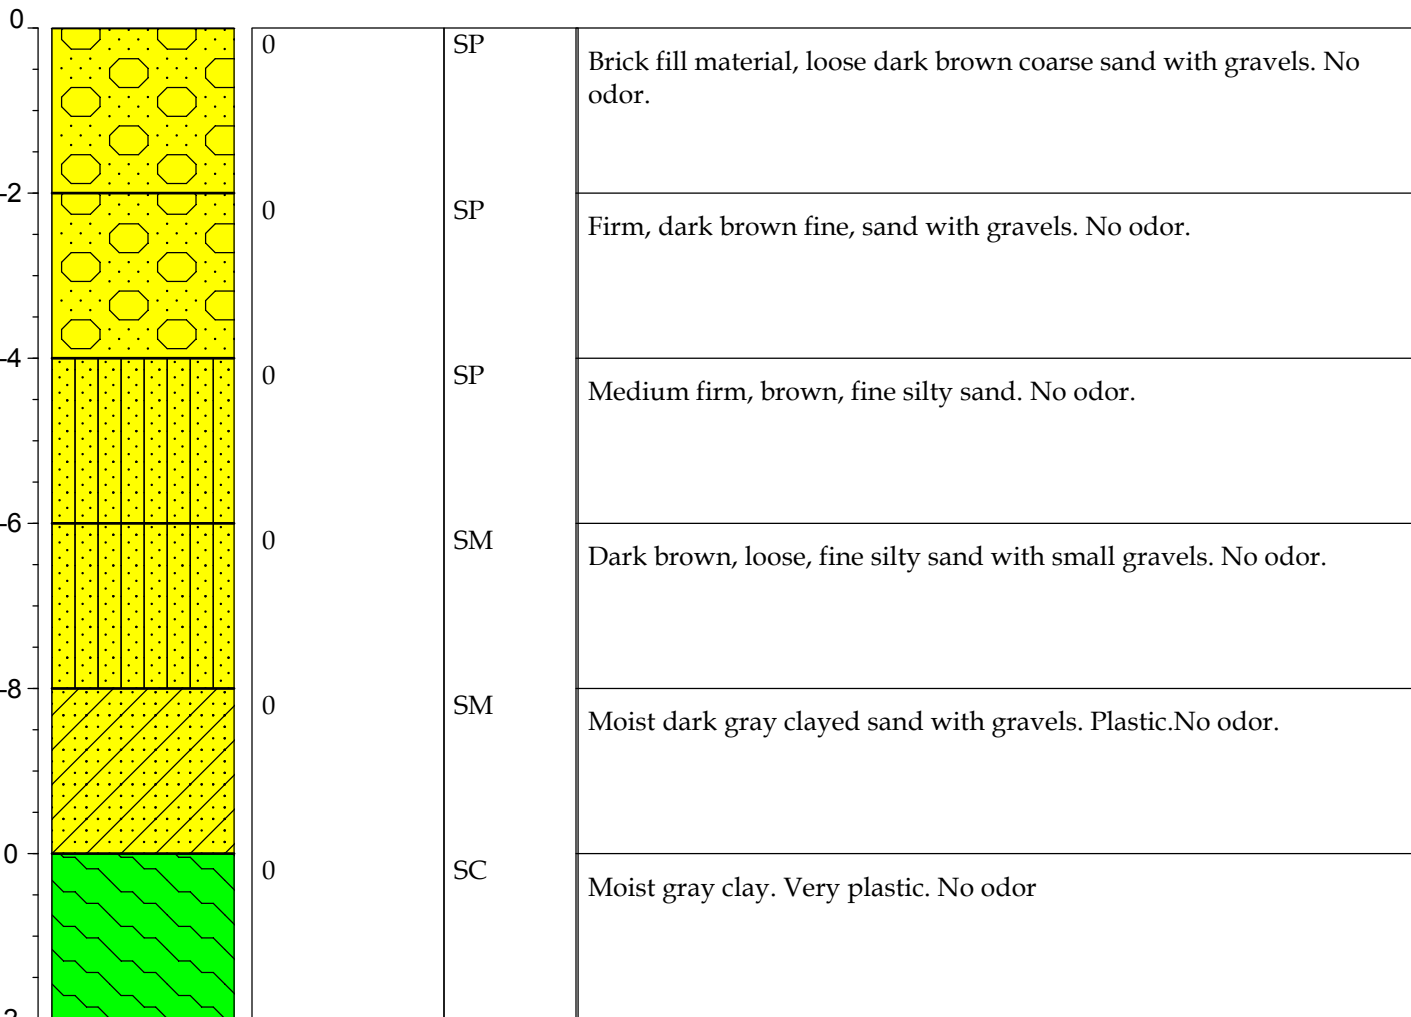 0
0 SP Brick fill material, loose dark brown coarse sand with gravels. No
odor.
-2
0 SP Firm, dark brown fine, sand with gravels. No odor.
-4
0 SP Medium firm, brown, fine silty sand. No odor.
-6
0 SM Dark brown, loose, fine silty sand with small gravels. No odor.
-8
0 SM Moist dark gray clayed sand with gravels. Plastic.No odor.
0
0 SC Moist gray clay. Very plastic. No odor